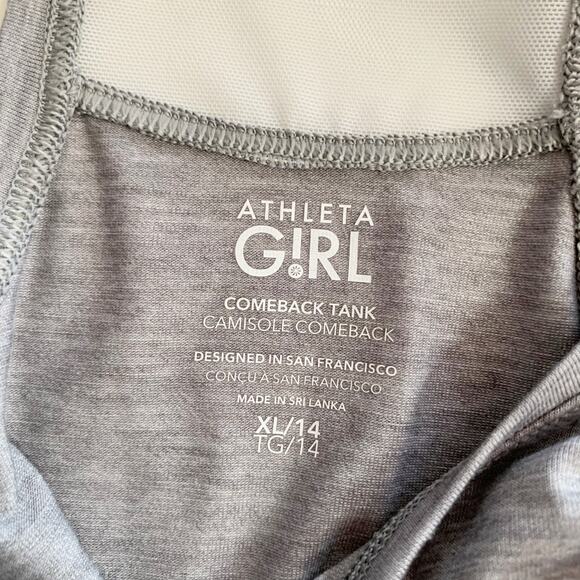 ATHLETA
G!RL
COMEBACK TANK
CAMISOLE COMEBACK
DESIGNED IN SAN FRANCISCO
CONÇU À SAN FRANCISCO
MADE IN SRI LANKA
XL/14
TG/14